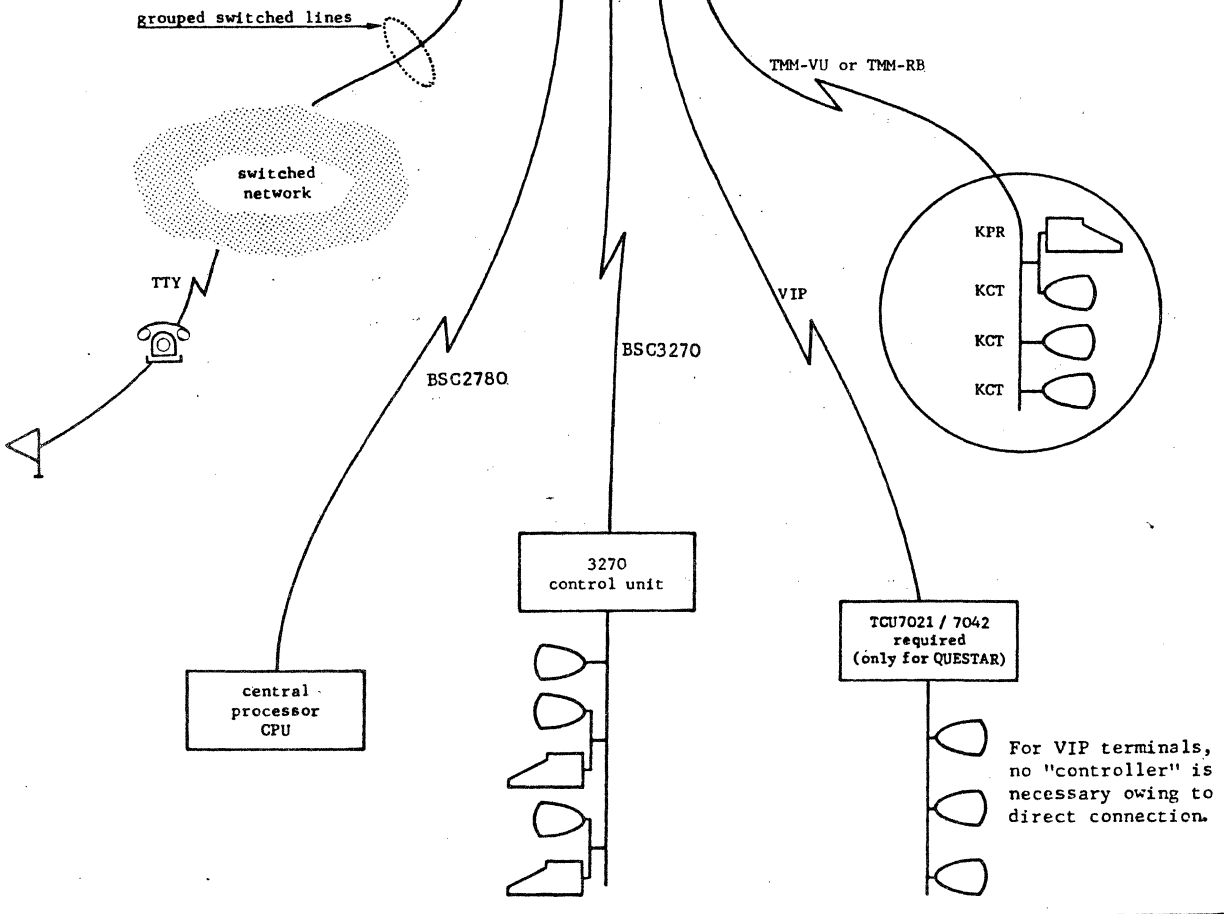 grouped switched lines
TMM-VU or TMM-RB
switched
network
TTY
KPR
KCT
KCT
KCT
VIP
BSC3270
BSC2780
3270
control unit
TCU7021 / 7042
required
(only for QUESTAR)
central
processor
CPU
For VIP terminals,
no "controller" is
necessary owing to
direct connection.